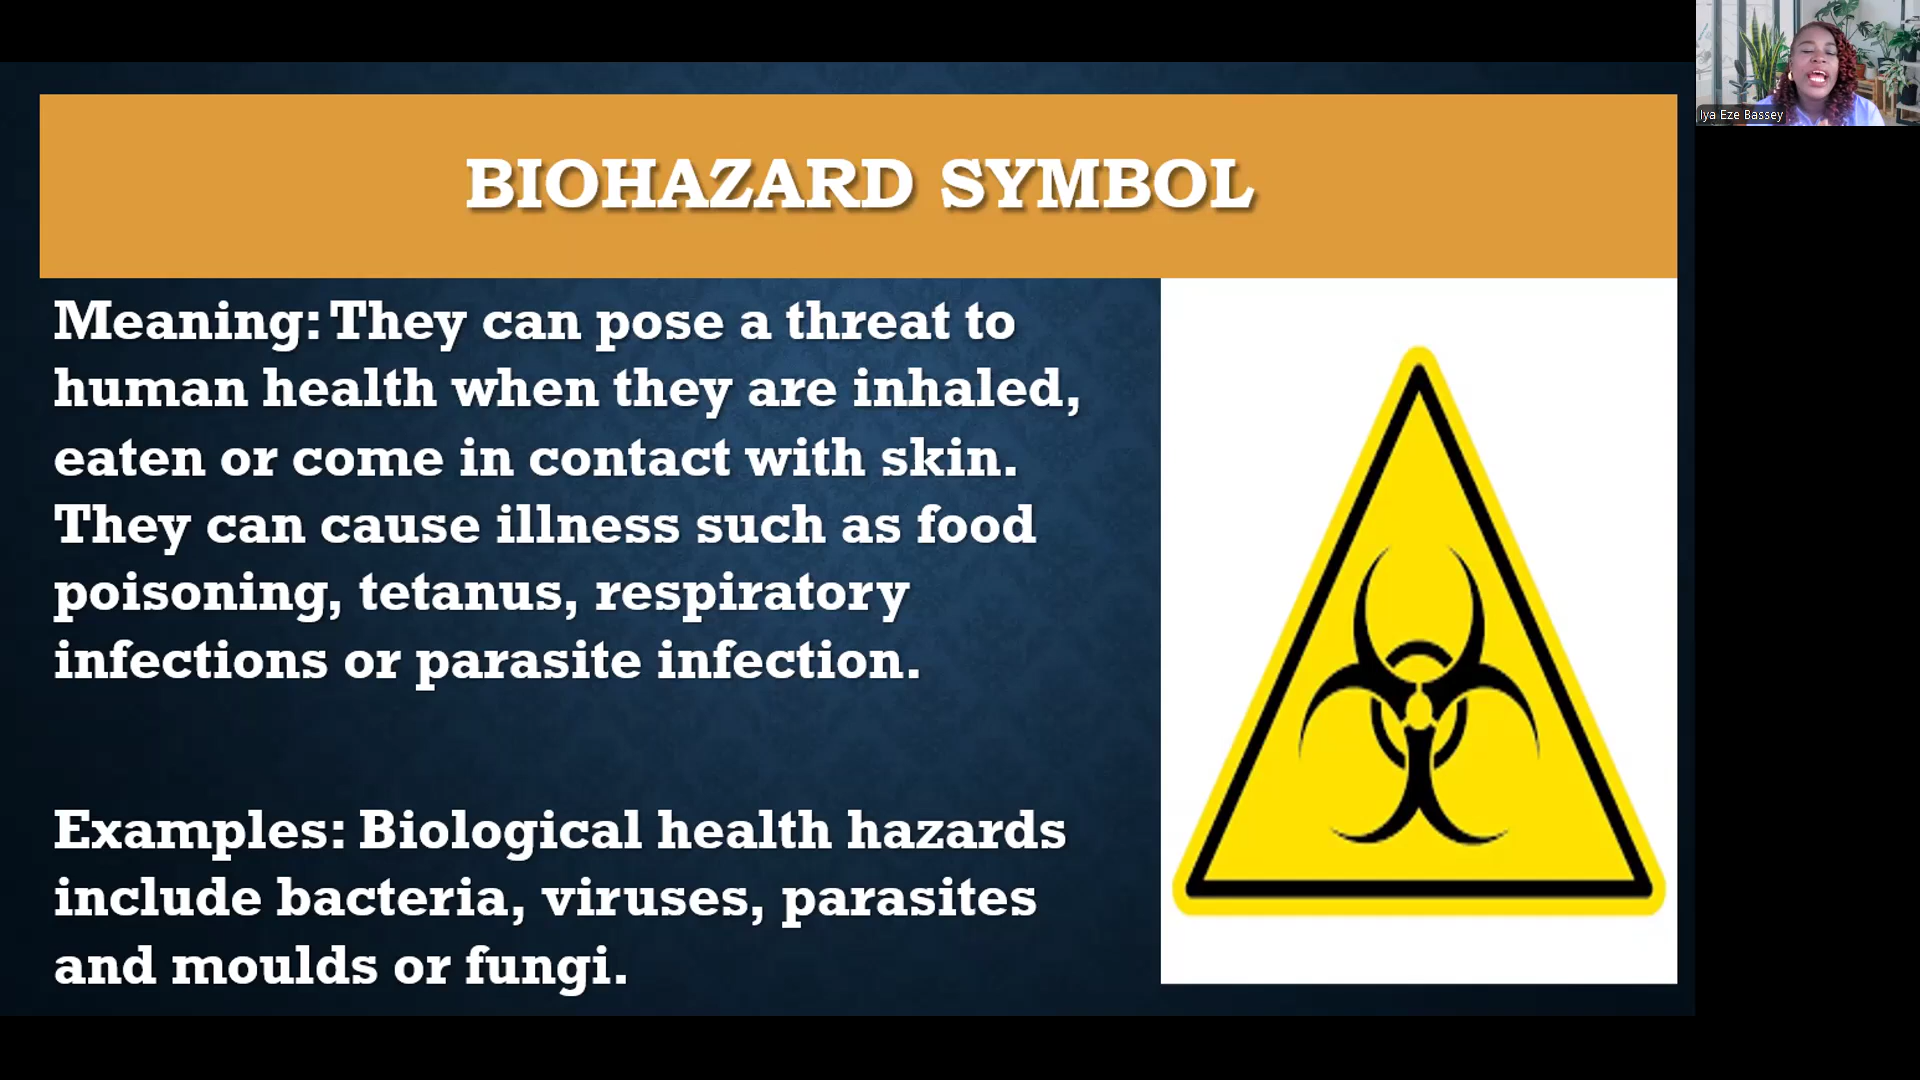 BIOHAZARD SYMBOL
Meaning: They can pose a threat to
human health when they are inhaled,
eaten or come in contact with skin.
They can cause illness such as food
poisoning, tetanus, respiratory
infections or parasite infection.
Examples: Biological health hazards
include bacteria, viruses, parasites
and moulds or fungi.
Iya Eze Bassey